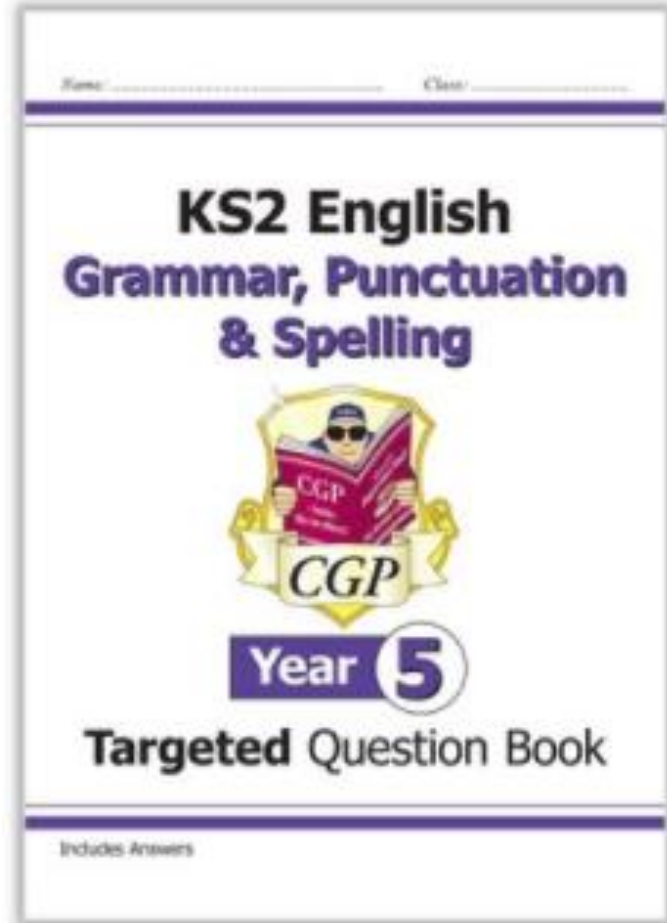 Name: ..........................................  Class: ........................
KS2 English
Grammar, Punctuation
& Spelling
CGP
CGP
Year 5
Targeted Question Book
Includes Answers